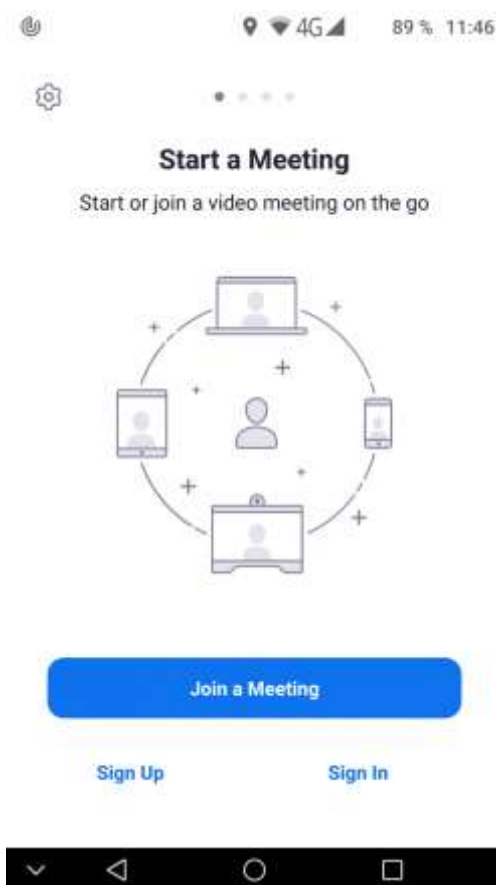 4G 89 % 11:46
Start a Meeting
Start or join a video meeting on the go
Join a Meeting
Sign Up Sign In